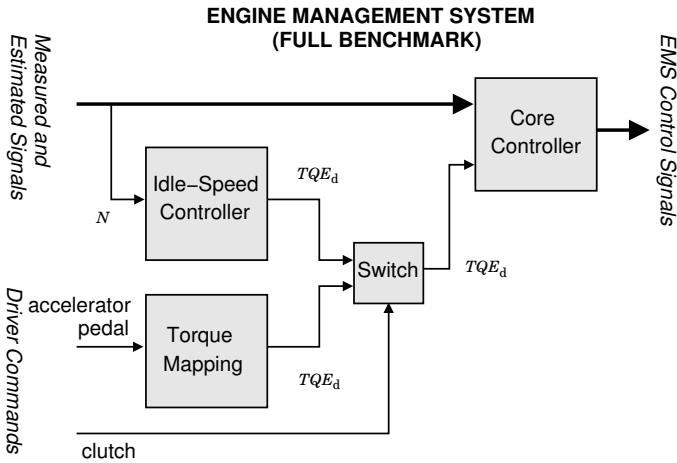 ENGINE MANAGEMENT SYSTEM
(FULL BENCHMARK)
Measured and
Estimated Signals
EMS Control Signals
Core
Controller
Idle−Speed
Controller
TQE_d
N
Switch
TQE_d
Driver Commands
accelerator
pedal
Torque
Mapping
TQE_d
clutch